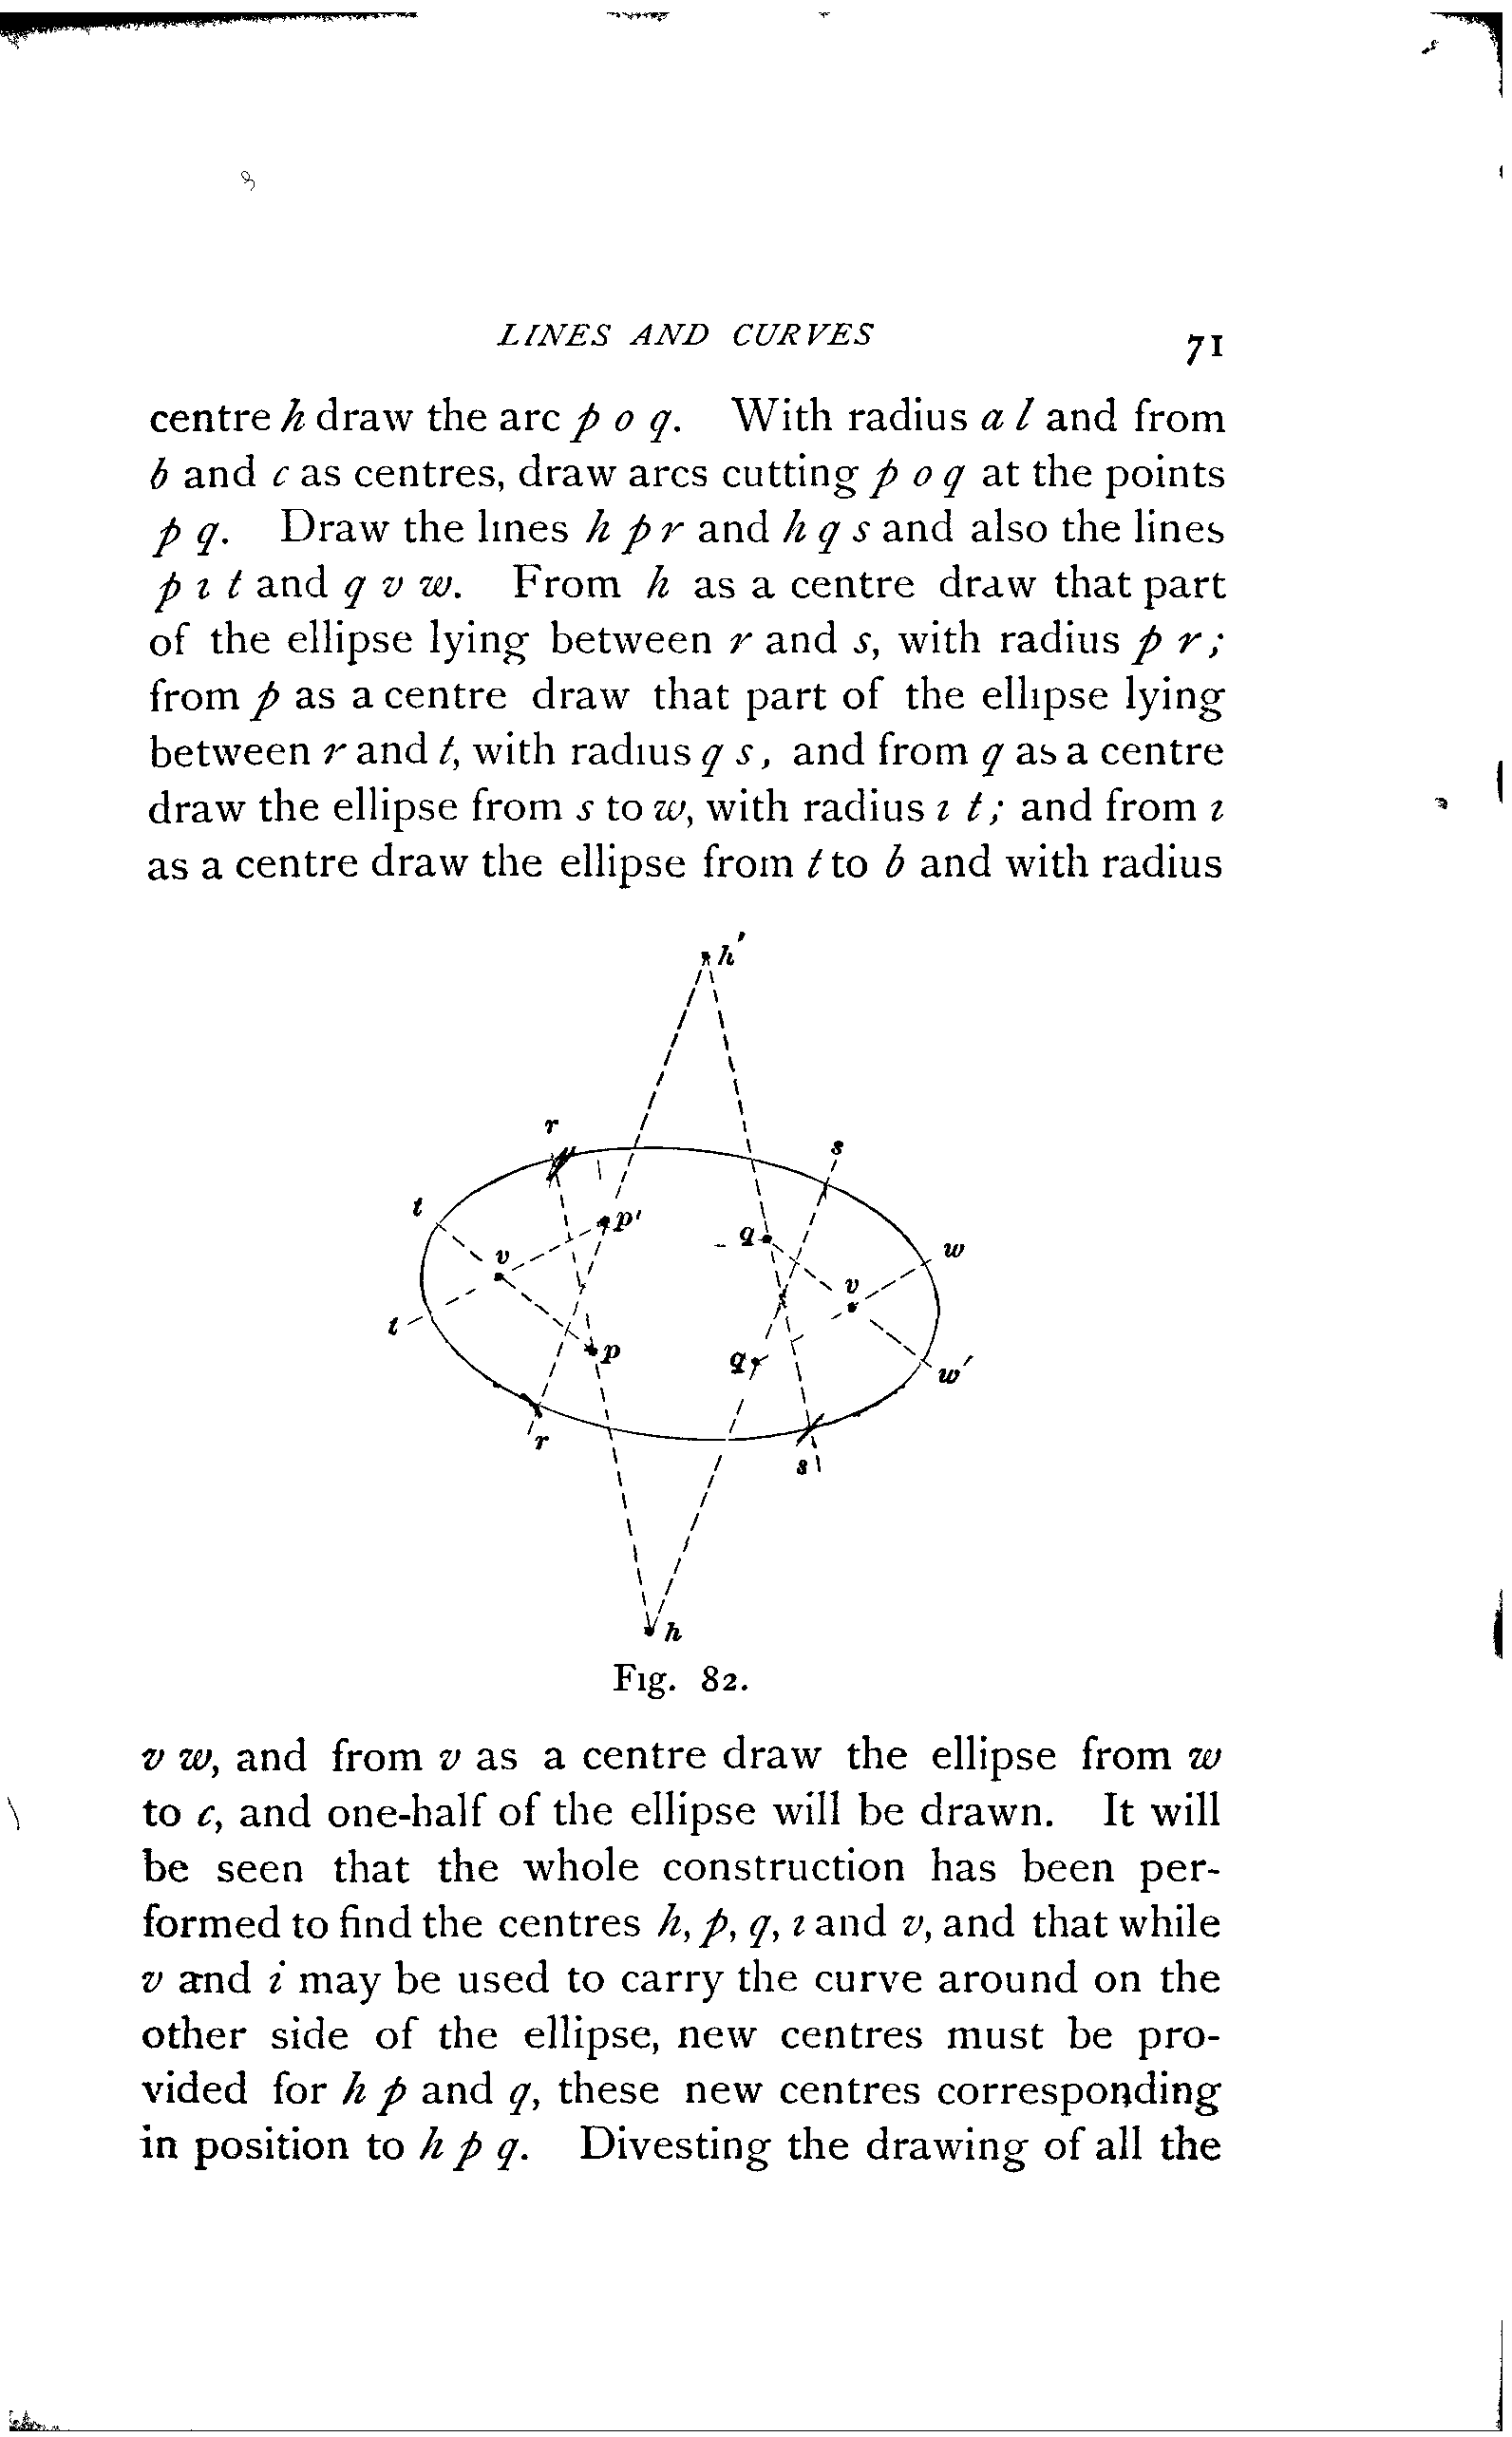 LINES AND CURVES 71
centre h draw the arc p o q. With radius a l and from
b and c as centres, draw arcs cutting p o q at the points
p q. Draw the lines h p r and h q s and also the lines
p i t and q v w. From h as a centre draw that part
of the ellipse lying between r and s, with radius p r;
from p as a centre draw that part of the ellipse lying
between r and t, with radius q s, and from q as a centre
draw the ellipse from s to w, with radius i t; and from i
as a centre draw the ellipse from t to b and with radius
h'
r
s
t
p'
q
w
v
v
t
p
q
w'
r
s
h
Fig. 82.
v w, and from v as a centre draw the ellipse from w
to c, and one-half of the ellipse will be drawn. It will
be seen that the whole construction has been per-
formed to find the centres h, p, q, i and v, and that while
v and i may be used to carry the curve around on the
other side of the ellipse, new centres must be pro-
vided for h p and q, these new centres corresponding
in position to h p q. Divesting the drawing of all the